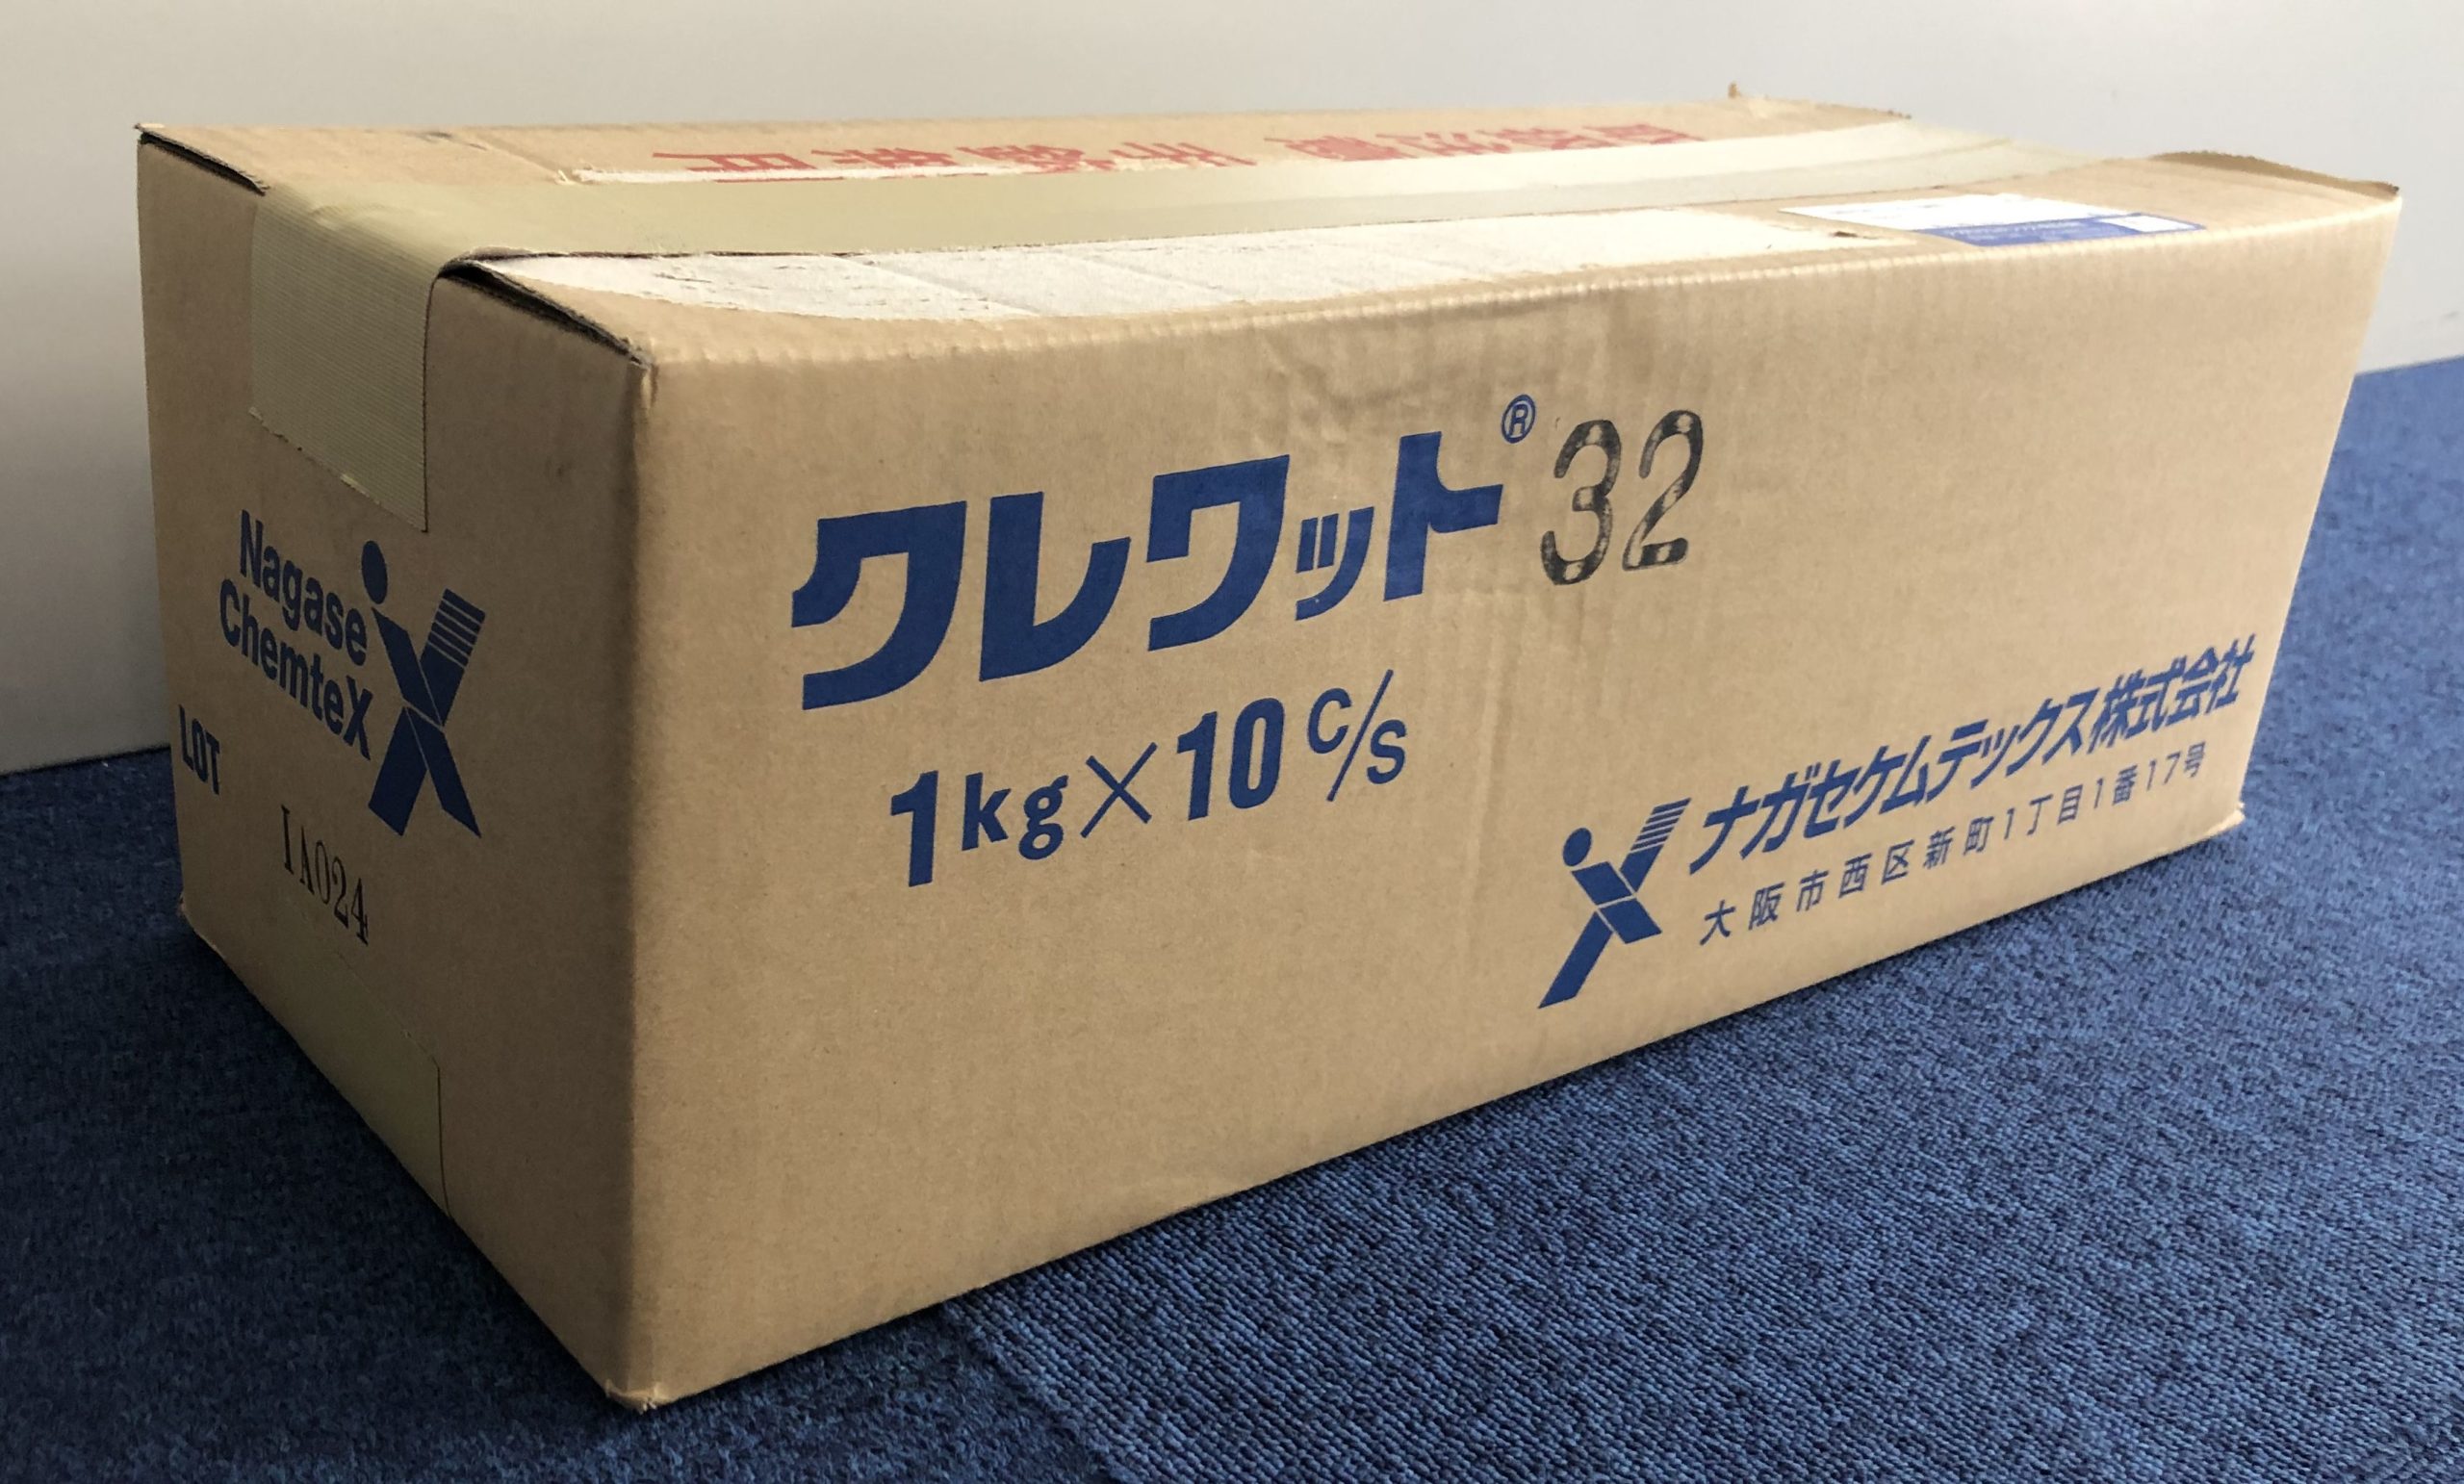 Nagase
ChemteX
LOT
IA024
クレワット® 32
1kg×10 C/S
ナガセケムテックス株式会社
大阪市西区新町1丁目1番17号